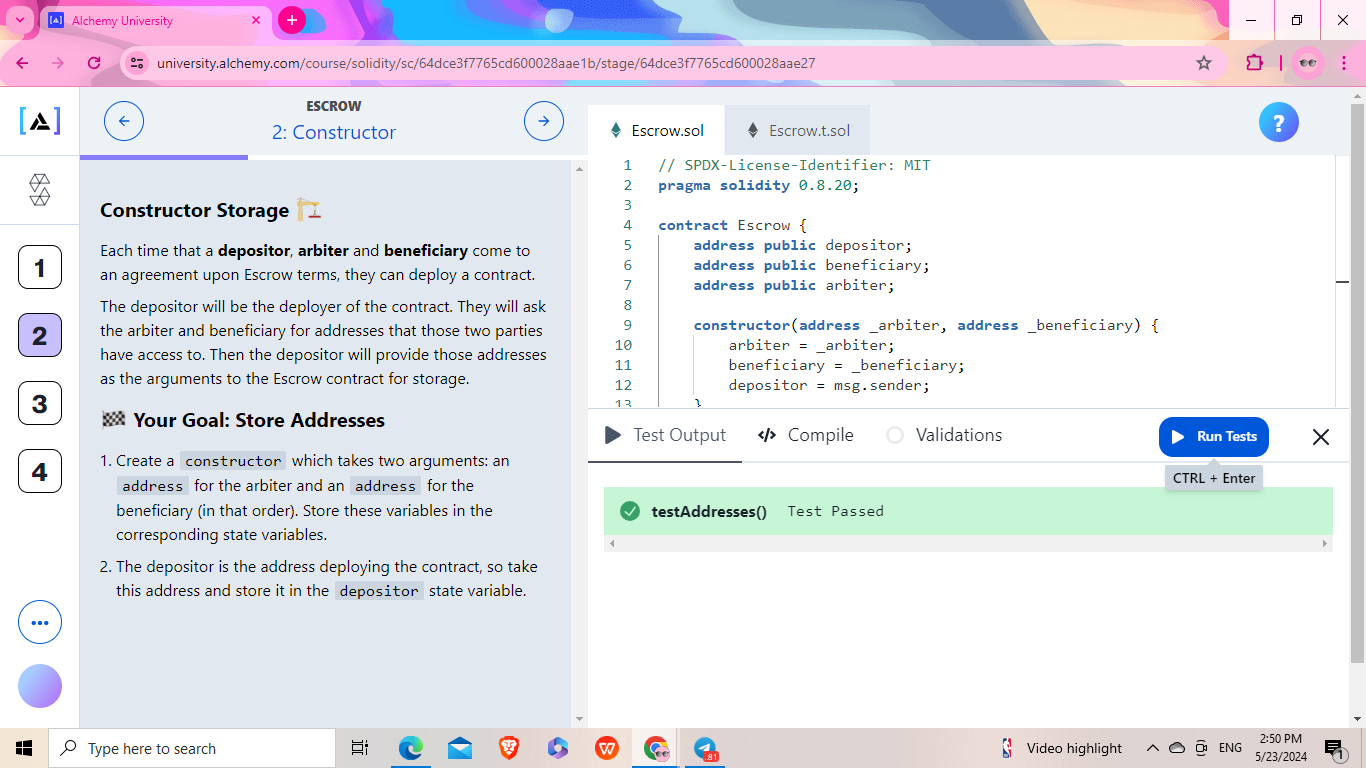 Alchemy University
university.alchemy.com/course/solidity/sc/64dce3f7765cd600028aae1b/stage/64dce3f7765cd600028aae27
ESCROW
2: Constructor
1
2
3
4
Constructor Storage
Each time that a depositor, arbiter and beneficiary come to
an agreement upon Escrow terms, they can deploy a contract.
The depositor will be the deployer of the contract. They will ask
the arbiter and beneficiary for addresses that those two parties
have access to. Then the depositor will provide those addresses
as the arguments to the Escrow contract for storage.
Your Goal: Store Addresses
1. Create a constructor which takes two arguments: an
address for the arbiter and an address for the
beneficiary (in that order). Store these variables in the
corresponding state variables.
2. The depositor is the address deploying the contract, so take
this address and store it in the depositor state variable.
Escrow.sol
Escrow.t.sol
?
1 // SPDX-License-Identifier: MIT
2 pragma solidity 0.8.20;
3
4 contract Escrow {
5 address public depositor;
6 address public beneficiary;
7 address public arbiter;
8
9 constructor(address _arbiter, address _beneficiary) {
10 arbiter = _arbiter;
11 beneficiary = _beneficiary;
12 depositor = msg.sender;
13 }
Test Output
Compile
Validations
Run Tests
CTRL + Enter
testAddresses() Test Passed
Type here to search
.81
Video highlight
ENG
2:50 PM
5/23/2024
1